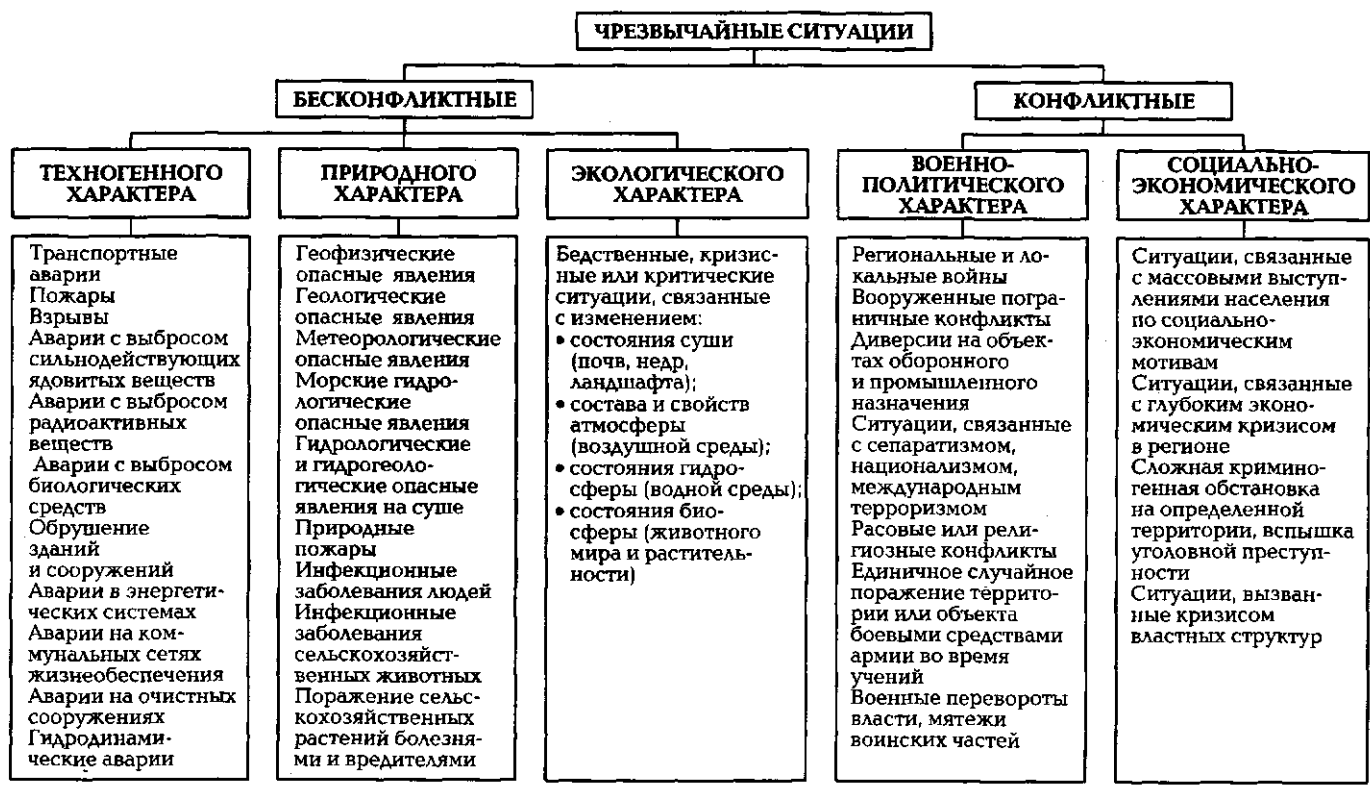 ЧРЕЗВЫЧАЙНЫЕ СИТУАЦИИ
БЕСКОНФЛИКТНЫЕ
КОНФЛИКТНЫЕ
ТЕХНОГЕННОГО
ХАРАКТЕРА
ПРИРОДНОГО
ХАРАКТЕРА
ЭКОЛОГИЧЕСКОГО
ХАРАКТЕРА
ВОЕННО-
ПОЛИТИЧЕСКОГО
ХАРАКТЕРА
СОЦИАЛЬНО-
ЭКОНОМИЧЕСКОГО
ХАРАКТЕРА
Транспортные
аварии
Пожары
Взрывы
Аварии с выбросом
сильнодействующих
ядовитых веществ
Аварии с выбросом
радиоактивных
веществ
Аварии с выбросом
биологических
средств
Обрушение
зданий
и сооружений
Аварии в энергети-
ческих системах
Аварии на ком-
мунальных сетях
жизнеобеспечения
Аварии на очистных
сооружениях
Гидродинами-
ческие аварии
Геофизические
опасные явления
Геологические
опасные явления
Метеорологические
опасные явления
Морские гидро-
логические
опасные явления
Гидрологические
и гидрогеоло-
гические опасные
явления на суше
Природные
пожары
Инфекционные
заболевания людей
Инфекционные
заболевания
сельскохозяйст-
венных животных
Поражение сельс-
кохозяйственных
растений болезня-
ми и вредителями
Бедственные, кризис-
ные или критические
ситуации, связанные
с изменением:
• состояния суши
(почв, недр,
ландшафта);
• состава и свойств
атмосферы
(воздушной среды);
• состояния гидро-
сферы (водной среды);
• состояния био-
сферы (животного
мира и раститель-
ности)
Региональные и ло-
кальные войны
Вооруженные погра-
ничные конфликты
Диверсии на объек-
тах оборонного
и промышленного
назначения
Ситуации, связанные
с сепаратизмом,
национализмом,
международным
терроризмом
Расовые или рели-
гиозные конфликты
Единичное случайное
поражение террито-
рии или объекта
боевыми средствами
армии во время
учений
Военные перевороты
власти, мятежи
воинских частей
Ситуации, связанные
с массовыми выступ-
лениями населения
по социально-
экономическим
мотивам
Ситуации, связанные
с глубоким эконо-
мическим кризисом
в регионе
Сложная кримино-
генная обстановка
на определенной
территории, вспышка
уголовной преступ-
ности
Ситуации, вызван-
ные кризисом
властных структур